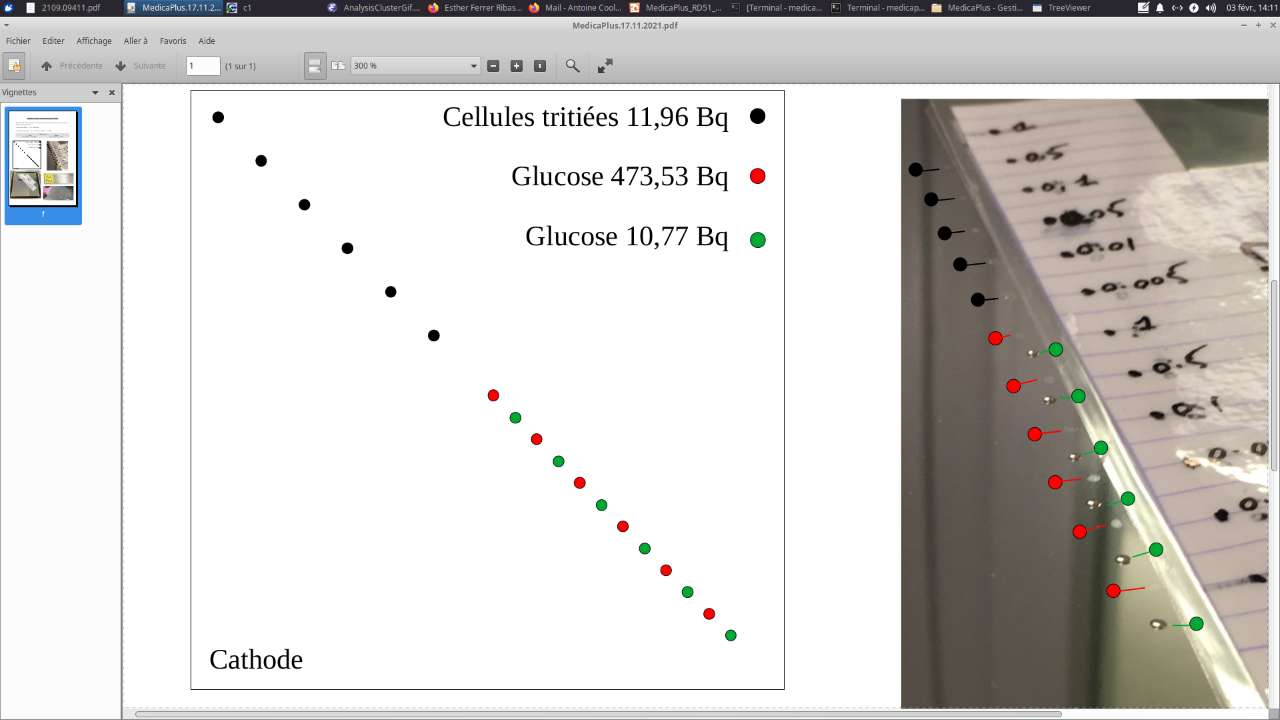 2109.09411.pdf
MedicaPlus.17.11.2...
c1
AnalysisClusterGif....
Esther Ferrer Ribas...
Mail - Antoine Cool...
MedicaPlus_RD51_...
[Terminal - medica...
Terminal - medicap...
MedicaPlus - Gesti...
TreeViewer
03 févr., 14:11
MedicaPlus.17.11.2021.pdf
Fichier Editer Affichage Aller à Favoris Aide
Précédente Suivante 1 (1 sur 1) 300 %
Vignettes
1
Cellules tritiées 11,96 Bq
Glucose 473,53 Bq
Glucose 10,77 Bq
Cathode
1
0.5
0.1
0.05
0.01
0.005
1
0.5
0.1